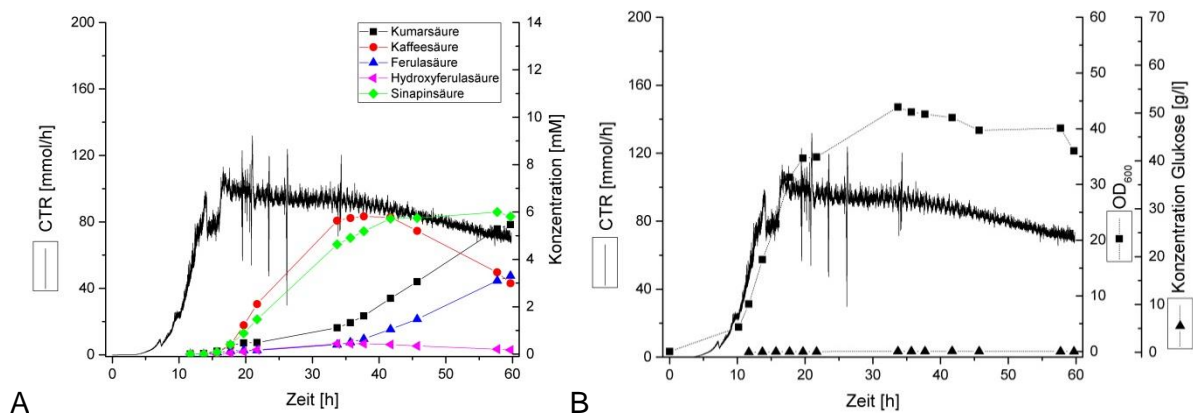 Kumarsäure
Kaffeesäure
Ferulasäure
Hydroxyferulasäure
Sinapinsäure
CTR [mmol/h]
200
160
120
80
40
0
0 10 20 30 40 50 60
Zeit [h]
14
12
10
8
6
4
2
0
Konzentration [mM]
A
CTR [mmol/h]
200
160
120
80
40
0
0 10 20 30 40 50 60
Zeit [h]
60
50
40
30
20
10
0
OD600
70
60
50
40
30
20
10
0
Konzentration Glukose [g/l]
B